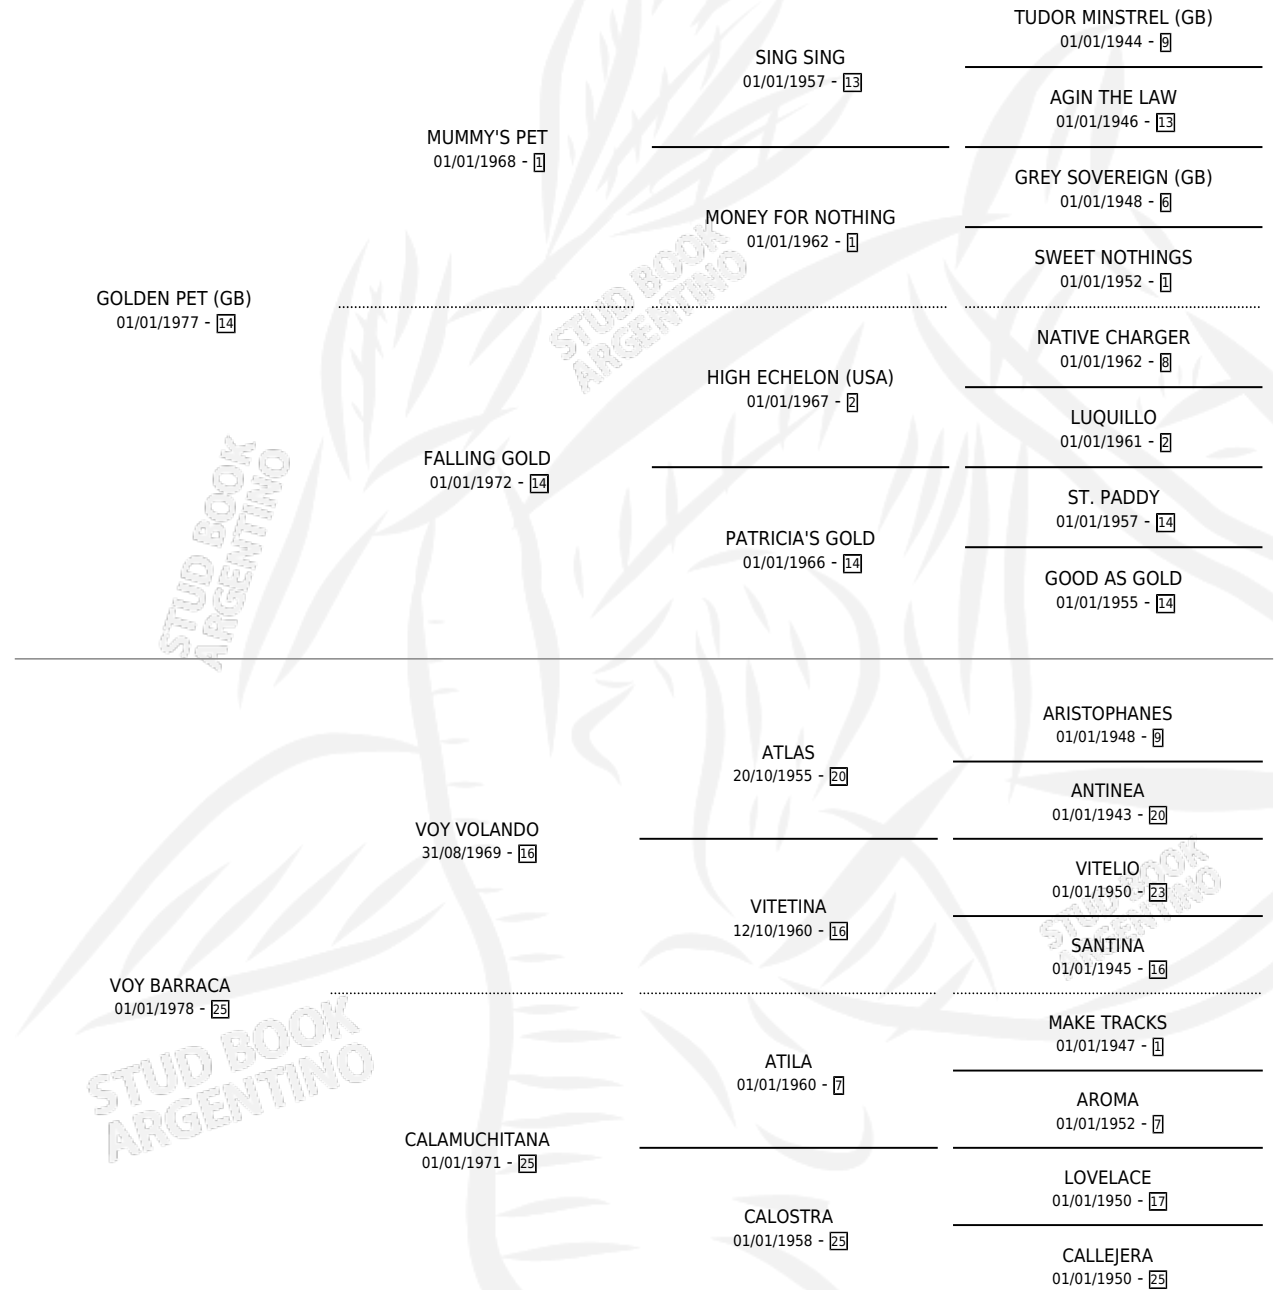 TUDOR MINSTREL (GB)
01/01/1944 - 9
SING SING
01/01/1957 - 13
AGIN THE LAW
01/01/1946 - 13
MUMMY'S PET
01/01/1968 - 1
GREY SOVEREIGN (GB)
01/01/1948 - 6
MONEY FOR NOTHING
01/01/1962 - 1
SWEET NOTHINGS
01/01/1952 - 1
GOLDEN PET (GB)
01/01/1977 - 14
NATIVE CHARGER
01/01/1962 - 8
HIGH ECHELON (USA)
01/01/1967 - 2
LUQUILLO
01/01/1961 - 2
FALLING GOLD
01/01/1972 - 14
ST. PADDY
01/01/1957 - 14
PATRICIA'S GOLD
01/01/1966 - 14
GOOD AS GOLD
01/01/1955 - 14
STUD BOOK
ARGENTINO
STUD BOOK
ARGENTINO
ARISTOPHANES
01/01/1948 - 9
ATLAS
20/10/1955 - 20
ANTINEA
01/01/1943 - 20
VOY VOLANDO
31/08/1969 - 16
VITELIO
01/01/1950 - 23
VITETINA
12/10/1960 - 16
SANTINA
01/01/1945 - 16
VOY BARRACA
01/01/1978 - 25
MAKE TRACKS
01/01/1947 - 1
ATILA
01/01/1960 - 7
AROMA
01/01/1952 - 7
CALAMUCHITANA
01/01/1971 - 25
LOVELACE
01/01/1950 - 17
CALOSTRA
01/01/1958 - 25
CALLEJERA
01/01/1950 - 25
STUD BOOK
ARGENTINO
STUD BOOK
ARGENTINO